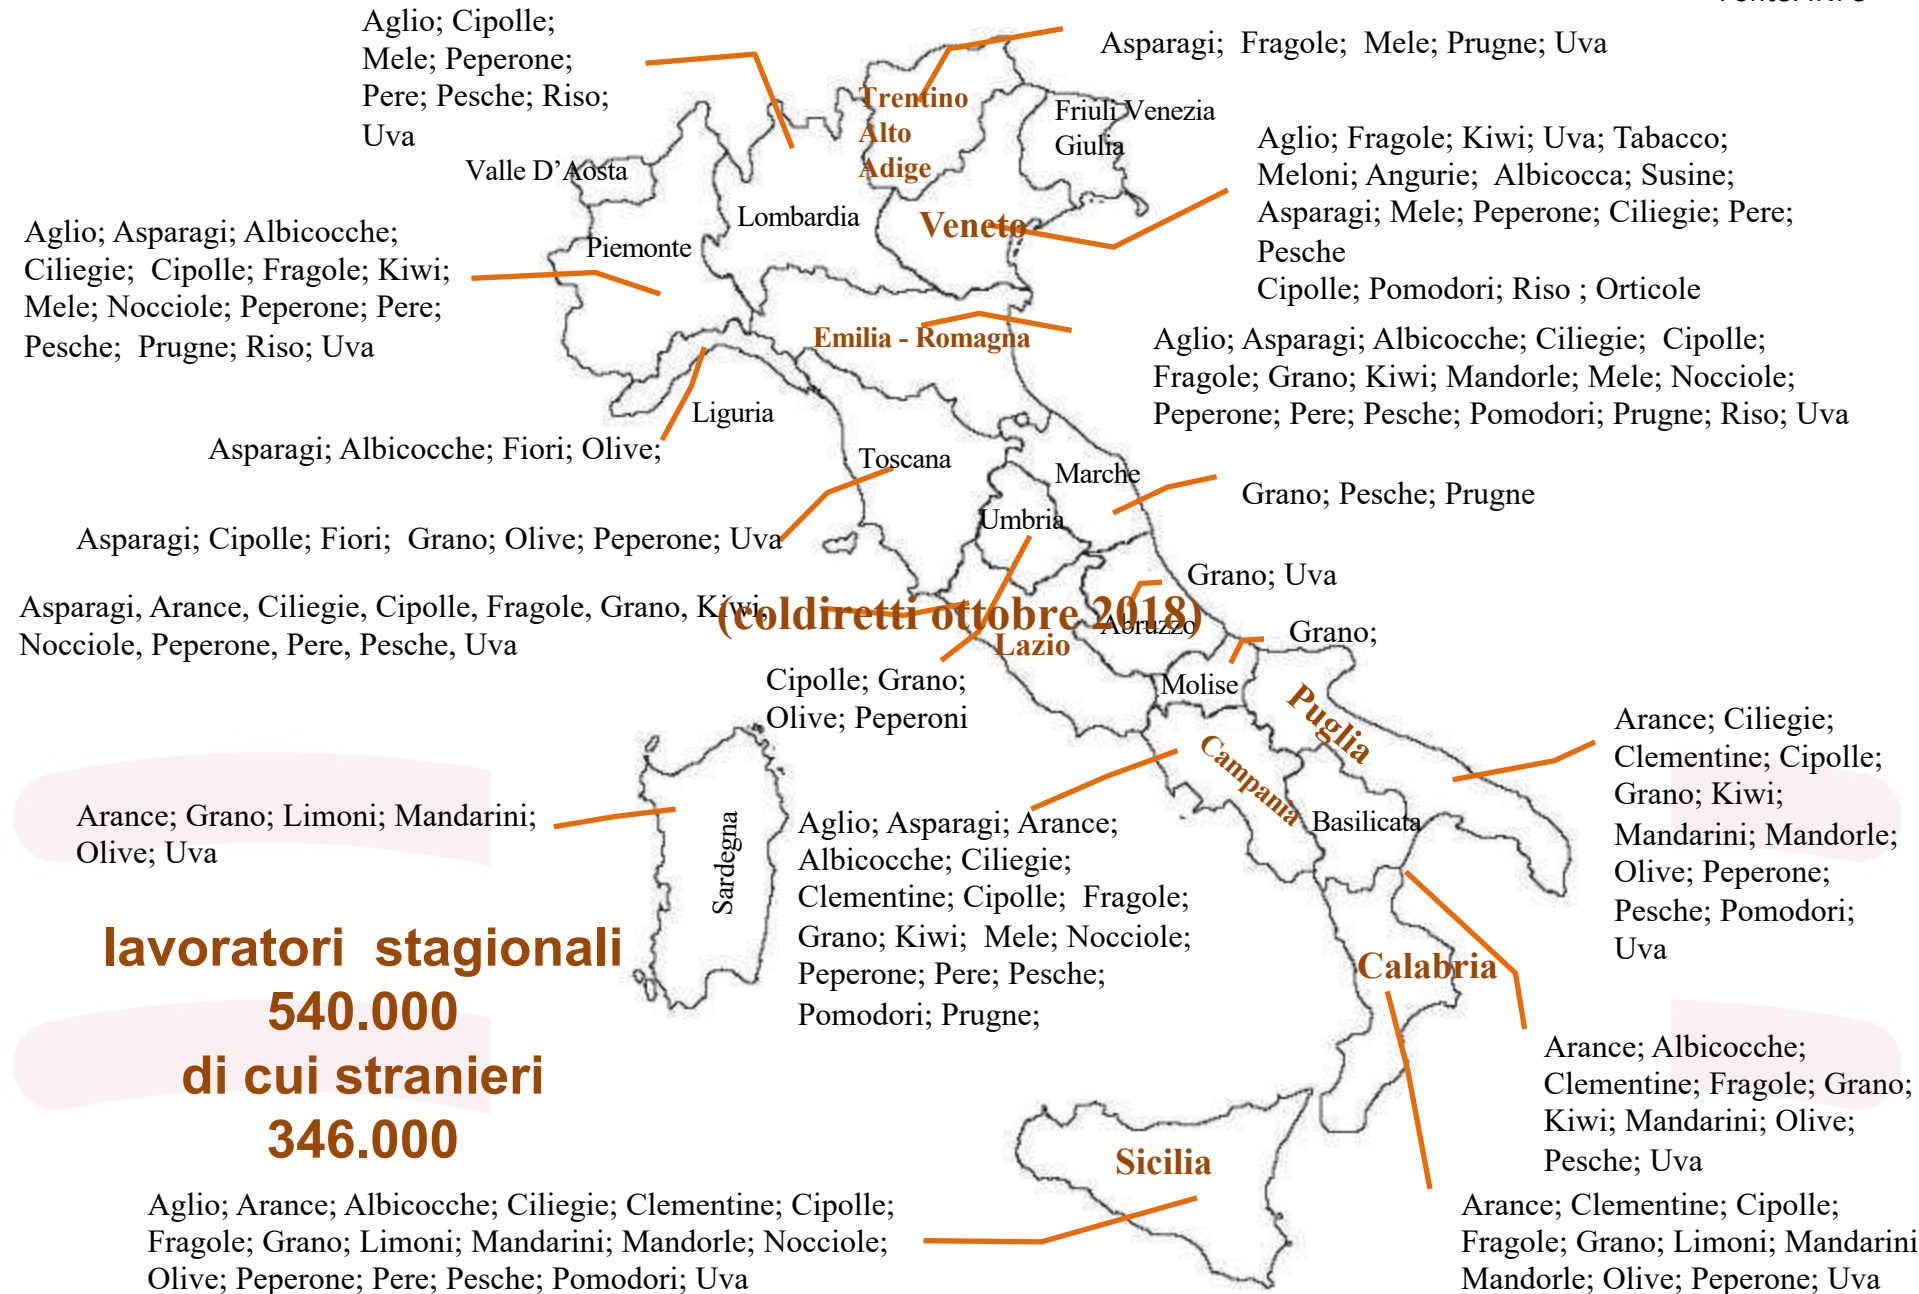 Aglio; Cipolle;
Mele; Peperone;
Pere; Pesche; Riso;
Uva
Asparagi;  Fragole;  Mele; Prugne; Uva
Trentino
Alto
Adige
Friuli Venezia
Giulia
Aglio; Fragole; Kiwi; Uva; Tabacco;
Meloni; Angurie;  Albicocca; Susine;
Asparagi; Mele; Peperone; Ciliegie; Pere;
Pesche
Cipolle; Pomodori; Riso ; Orticole
Valle D'Aosta
Lombardia
Veneto
Piemonte
Aglio; Asparagi; Albicocche;
Ciliegie;  Cipolle; Fragole; Kiwi;
Mele; Nocciole; Peperone; Pere;
Pesche;  Prugne; Riso; Uva
Emilia - Romagna
Aglio; Asparagi; Albicocche; Ciliegie;  Cipolle;
Fragole; Grano; Kiwi; Mandorle; Mele; Nocciole;
Peperone; Pere; Pesche; Pomodori; Prugne; Riso; Uva
Liguria
Asparagi; Albicocche; Fiori; Olive;
Toscana
Marche
Grano; Pesche; Prugne
Umbria
Asparagi; Cipolle; Fiori;  Grano; Olive; Peperone; Uva
Grano; Uva
Asparagi, Arance, Ciliegie, Cipolle, Fragole, Grano, Kiwi,
Nocciole, Peperone, Pere, Pesche, Uva
(coldiretti ottobre 2018)
Abruzzo
Lazio
Grano;
Cipolle; Grano;
Olive; Peperoni
Molise
Puglia
Arance; Ciliegie;
Clementine; Cipolle;
Grano; Kiwi;
Mandarini; Mandorle;
Olive; Peperone;
Pesche; Pomodori;
Uva
Campania
Basilicata
Arance; Grano; Limoni; Mandarini;
Olive; Uva
Sardegna
Aglio; Asparagi; Arance;
Albicocche; Ciliegie;
Clementine; Cipolle;  Fragole;
Grano; Kiwi;  Mele; Nocciole;
Peperone; Pere; Pesche;
Pomodori; Prugne;
lavoratori  stagionali
540.000
di cui stranieri
346.000
Calabria
Arance; Albicocche;
Clementine; Fragole; Grano;
Kiwi; Mandarini; Olive;
Pesche; Uva
Sicilia
Aglio; Arance; Albicocche; Ciliegie; Clementine; Cipolle;
Fragole; Grano; Limoni; Mandarini; Mandorle; Nocciole;
Olive; Peperone; Pere; Pesche; Pomodori; Uva
Arance; Clementine; Cipolle;
Fragole; Grano; Limoni; Mandarini
Mandorle; Olive; Peperone; Uva